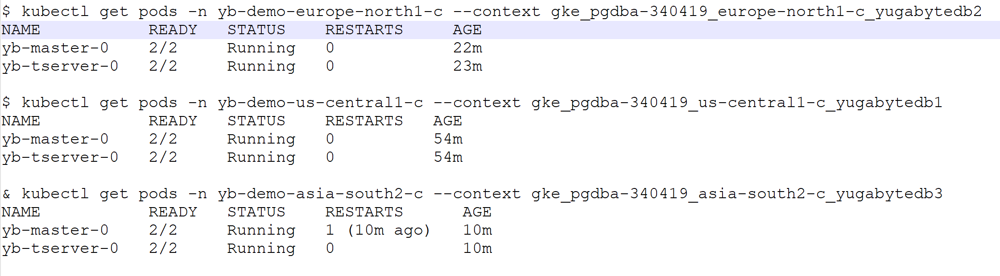 $ kubectl get pods -n yb-demo-europe-north1-c --context gke_pgdba-340419_europe-north1-c_yugabytedb2
NAME           READY   STATUS    RESTARTS     AGE
yb-master-0    2/2     Running   0            22m
yb-tserver-0   2/2     Running   0            23m
$ kubectl get pods -n yb-demo-us-central1-c --context gke_pgdba-340419_us-central1-c_yugabytedb1
NAME           READY   STATUS    RESTARTS   AGE
yb-master-0    2/2     Running   0          54m
yb-tserver-0   2/2     Running   0          54m
& kubectl get pods -n yb-demo-asia-south2-c --context gke_pgdba-340419_asia-south2-c_yugabytedb3
NAME           READY   STATUS    RESTARTS      AGE
yb-master-0    2/2     Running   1 (10m ago)   10m
yb-tserver-0   2/2     Running   0             10m